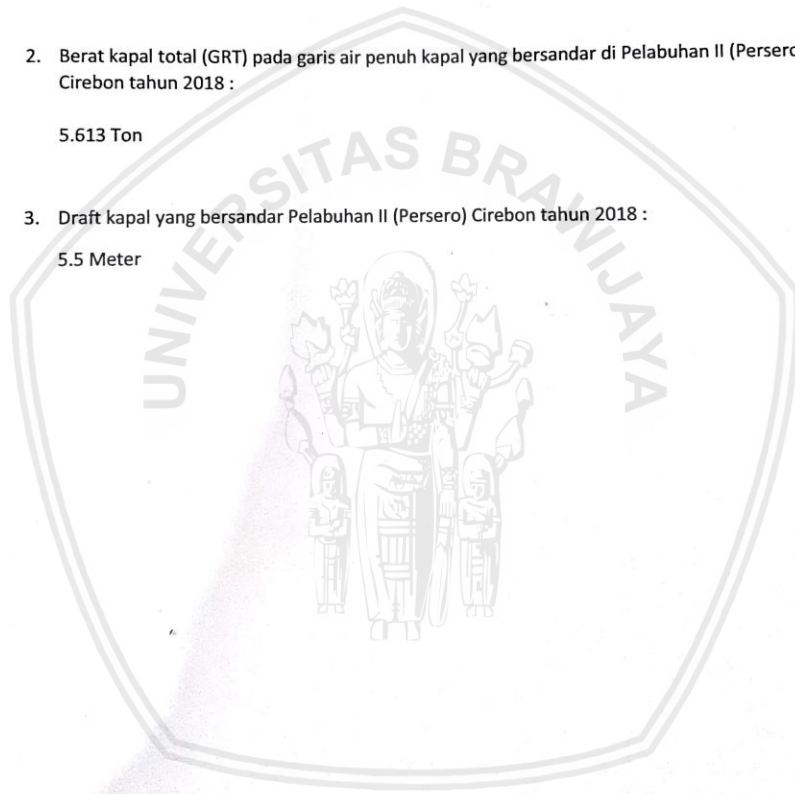 2. Berat kapal total (GRT) pada garis air penuh kapal yang bersandar di Pelabuhan II (Persero
Cirebon tahun 2018 :
5.613 Ton
3. Draft kapal yang bersandar Pelabuhan II (Persero) Cirebon tahun 2018 :
5.5 Meter
UNIVERSITAS BRAWIJAYA